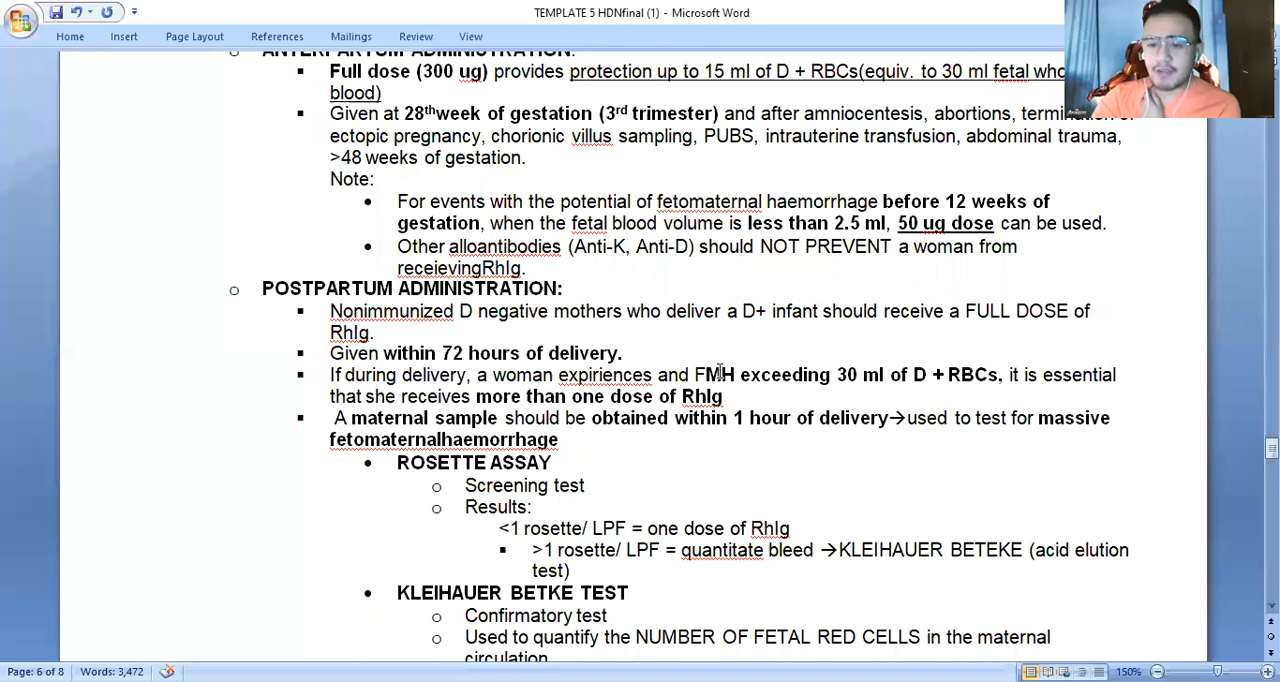 TEMPLATE 5 HDNfinal (1) - Microsoft Word
Home Insert Page Layout References Mailings Review View
o ANTERPARTUM ADMINISTRATION:
▪ Full dose (300 ug) provides protection up to 15 ml of D + RBCs(equiv. to 30 ml fetal
blood)
▪ Given at 28thweek of gestation (3rd trimester) and after amniocentesis, abortions,
ectopic pregnancy, chorionic villus sampling, PUBS, intrauterine transfusion, abdominal trauma,
>48 weeks of gestation.
Note:
• For events with the potential of fetomaternal haemorrhage before 12 weeks of
gestation, when the fetal blood volume is less than 2.5 ml, 50 ug dose can be used.
• Other alloantibodies (Anti-K, Anti-D) should NOT PREVENT a woman from
receievingRhIg.
o POSTPARTUM ADMINISTRATION:
▪ Nonimmunized D negative mothers who deliver a D+ infant should receive a FULL DOSE of
RhIg.
▪ Given within 72 hours of delivery.
▪ If during delivery, a woman expiriences and FMH exceeding 30 ml of D + RBCs, it is essential
that she receives more than one dose of RhIg
▪ A maternal sample should be obtained within 1 hour of delivery→used to test for massive
fetomaternalhaemorrhage
• ROSETTE ASSAY
o Screening test
o Results:
<1 rosette/ LPF = one dose of RhIg
▪ >1 rosette/ LPF = quantitate bleed →KLEIHAUER BETEKE (acid elution
test)
• KLEIHAUER BETKE TEST
o Confirmatory test
o Used to quantify the NUMBER OF FETAL RED CELLS in the maternal
circulation
Page: 6 of 8 Words: 3,472 150%